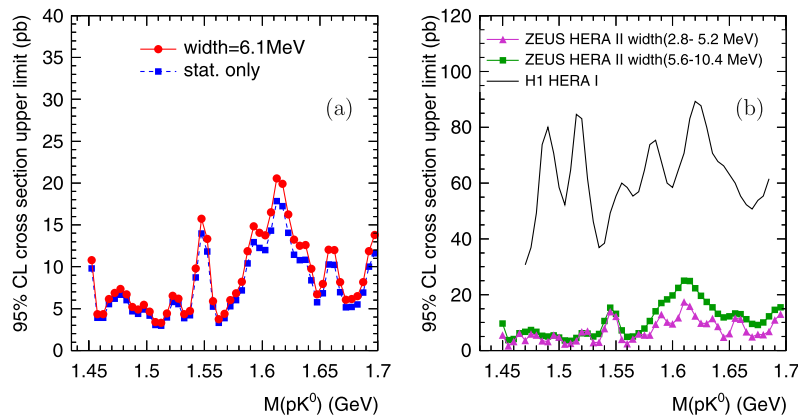 95% CL cross section upper limit (pb)
40
35
30
25
20
15
10
5
0
width=6.1MeV
stat. only
(a)
1.45 1.5 1.55 1.6 1.65 1.7
M(pK⁰) (GeV)
95% CL cross section upper limit (pb)
120
100
80
60
40
20
0
ZEUS HERA II width(2.8- 5.2 MeV)
ZEUS HERA II width(5.6-10.4 MeV)
H1 HERA I
(b)
1.45 1.5 1.55 1.6 1.65 1.7
M(pK⁰) (GeV)